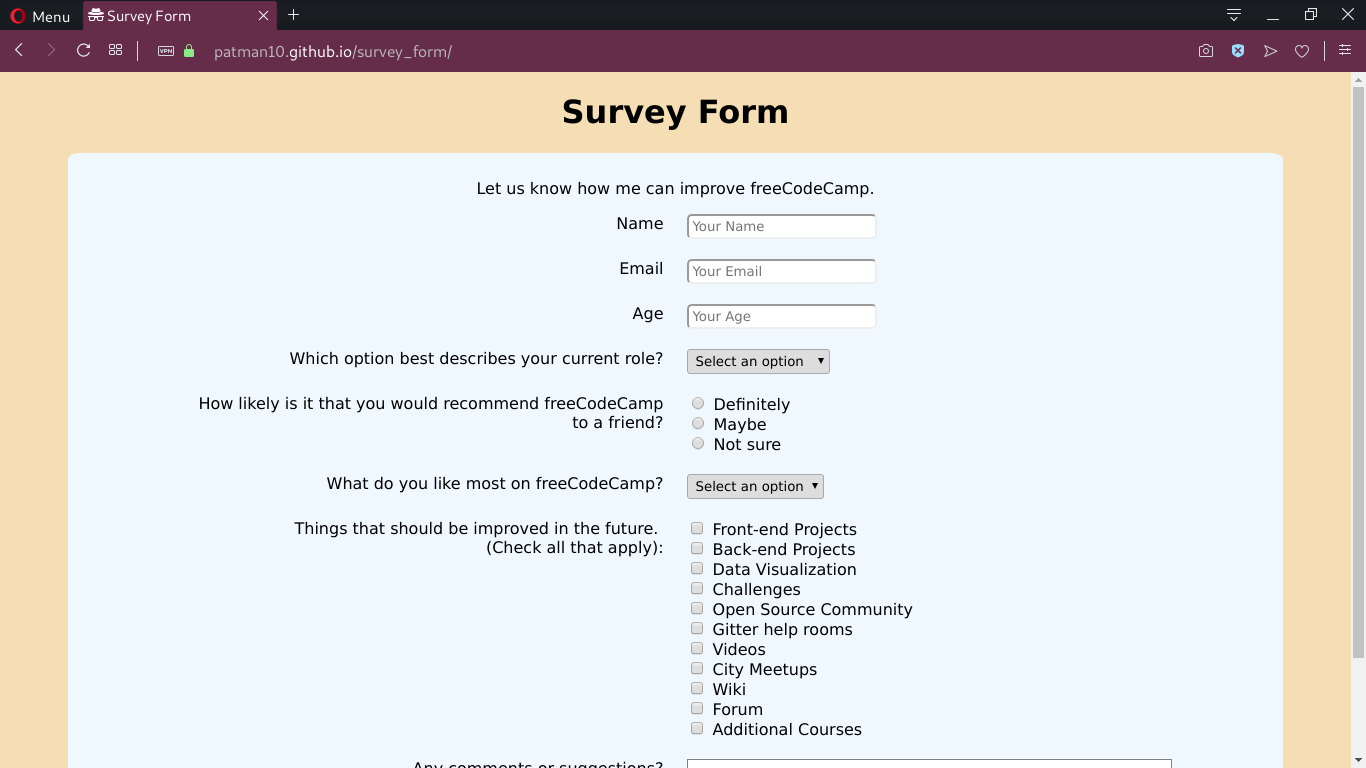 Menu
Survey Form
VPN
patman10.github.io/survey_form/
Survey Form
Let us know how me can improve freeCodeCamp.
Name
Your Name
Email
Your Email
Age
Your Age
Which option best describes your current role?
Select an option
How likely is it that you would recommend freeCodeCamp
to a friend?
Definitely
Maybe
Not sure
What do you like most on freeCodeCamp?
Select an option
Things that should be improved in the future.
(Check all that apply):
Front-end Projects
Back-end Projects
Data Visualization
Challenges
Open Source Community
Gitter help rooms
Videos
City Meetups
Wiki
Forum
Additional Courses
Any comments or suggestions?